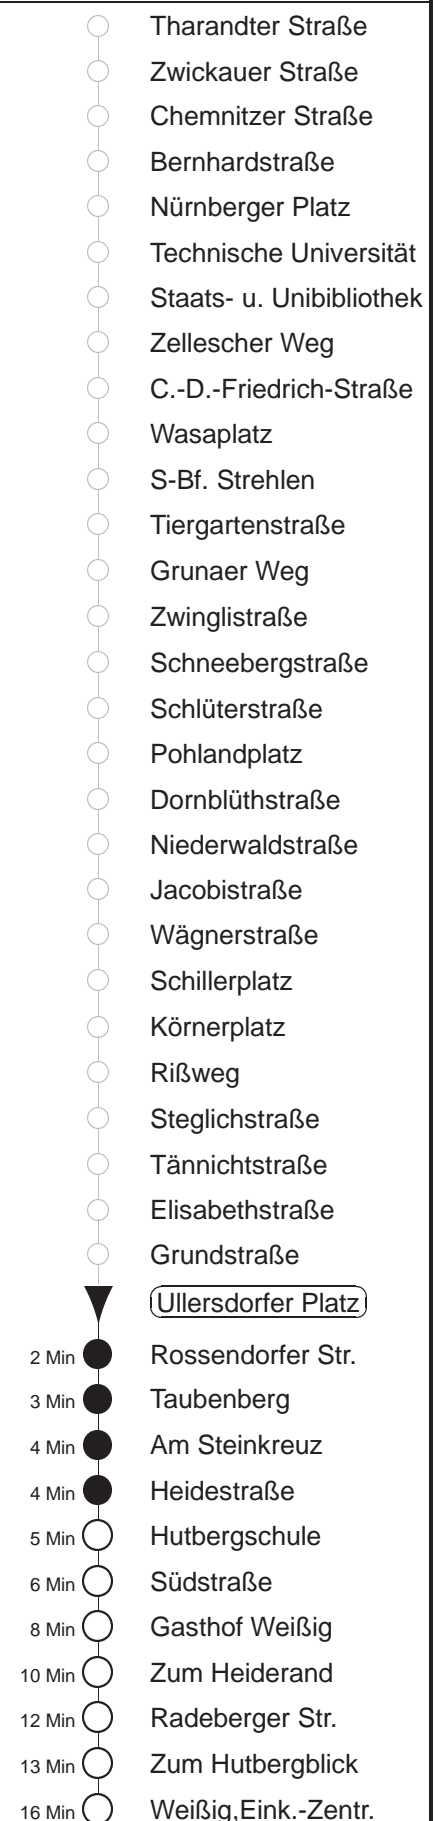 Tharandter Straße
Zwickauer Straße
Chemnitzer Straße
Bernhardstraße
Nürnberger Platz
Technische Universität
Staats- u. Unibibliothek
Zellescher Weg
C.-D.-Friedrich-Straße
Wasaplatz
S-Bf. Strehlen
Tiergartenstraße
Grunaer Weg
Zwinglistraße
Schneebergstraße
Schlüterstraße
Pohlandplatz
Dornblüthstraße
Niederwaldstraße
Jacobistraße
Wägnerstraße
Schillerplatz
Körnerplatz
Rißweg
Steglichstraße
Tännichtstraße
Elisabethstraße
Grundstraße
Ullersdorfer Platz
2 Min Rossendorfer Str.
3 Min Taubenberg
4 Min Am Steinkreuz
4 Min Heidestraße
5 Min Hutbergschule
6 Min Südstraße
8 Min Gasthof Weißig
10 Min Zum Heiderand
12 Min Radeberger Str.
13 Min Zum Hutbergblick
16 Min Weißig,Eink.-Zentr.